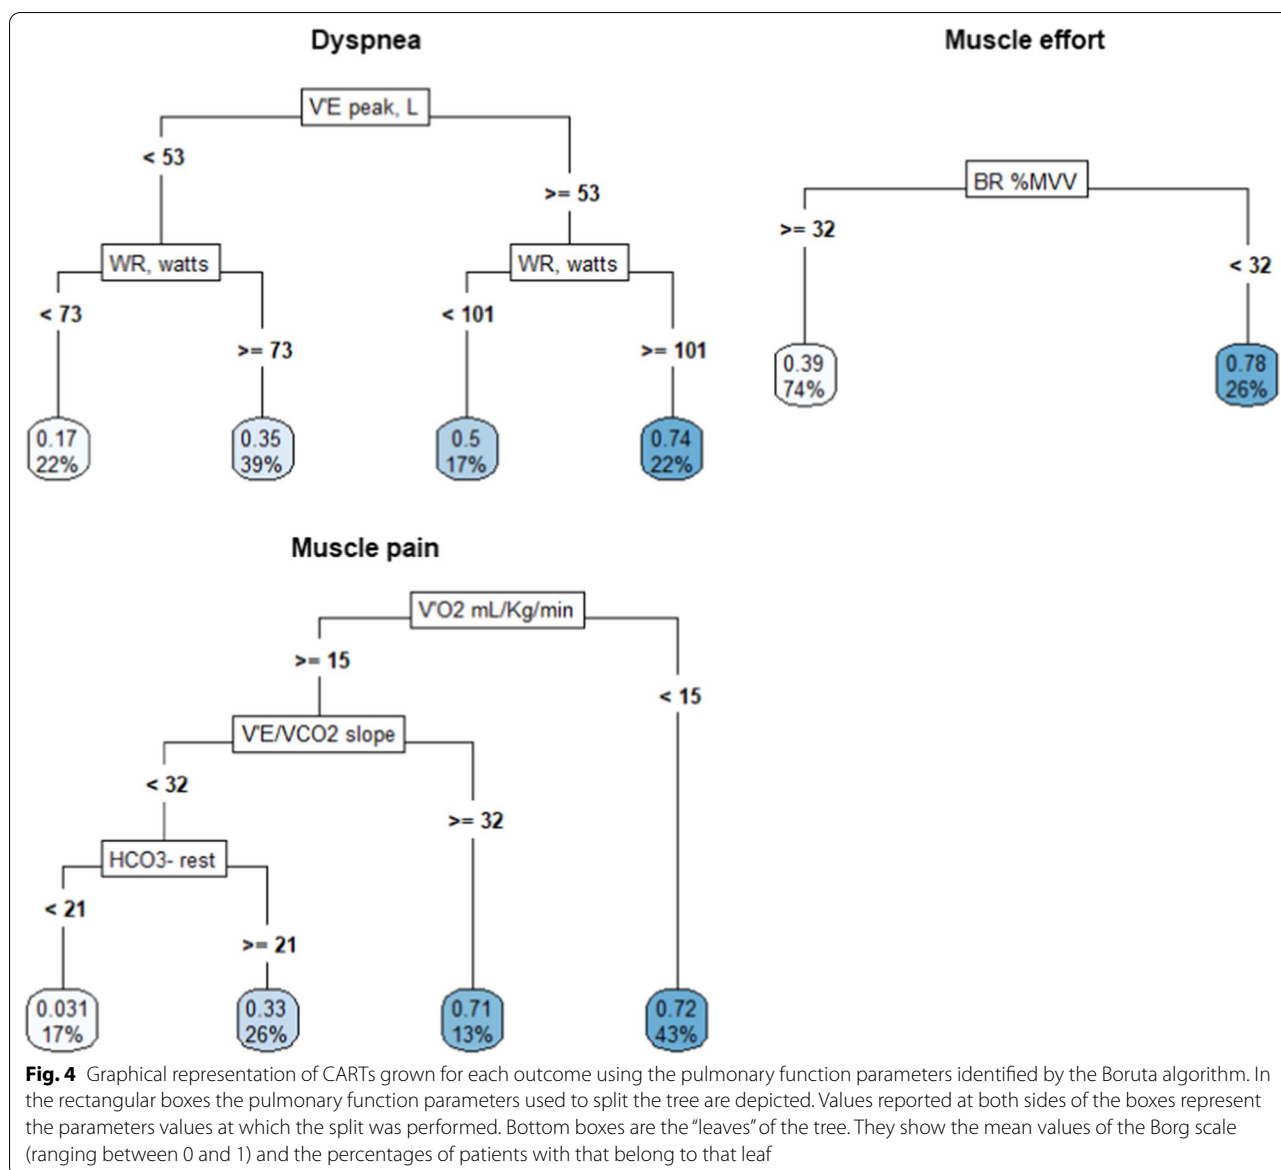 Dyspnea
V'E peak, L
< 53
>= 53
WR, watts
WR, watts
< 73
>= 73
< 101
>= 101
0.17
22%
0.35
39%
0.5
17%
0.74
22%
Muscle effort
BR %MVV
>= 32
< 32
0.39
74%
0.78
26%
Muscle pain
V'O2 mL/Kg/min
>= 15
< 15
V'E/VCO2 slope
< 32
>= 32
HCO3- rest
< 21
>= 21
0.031
17%
0.33
26%
0.71
13%
0.72
43%
Fig. 4 Graphical representation of CARTs grown for each outcome using the pulmonary function parameters identified by the Boruta algorithm. In
the rectangular boxes the pulmonary function parameters used to split the tree are depicted. Values reported at both sides of the boxes represent
the parameters values at which the split was performed. Bottom boxes are the “leaves” of the tree. They show the mean values of the Borg scale
(ranging between 0 and 1) and the percentages of patients with that belong to that leaf